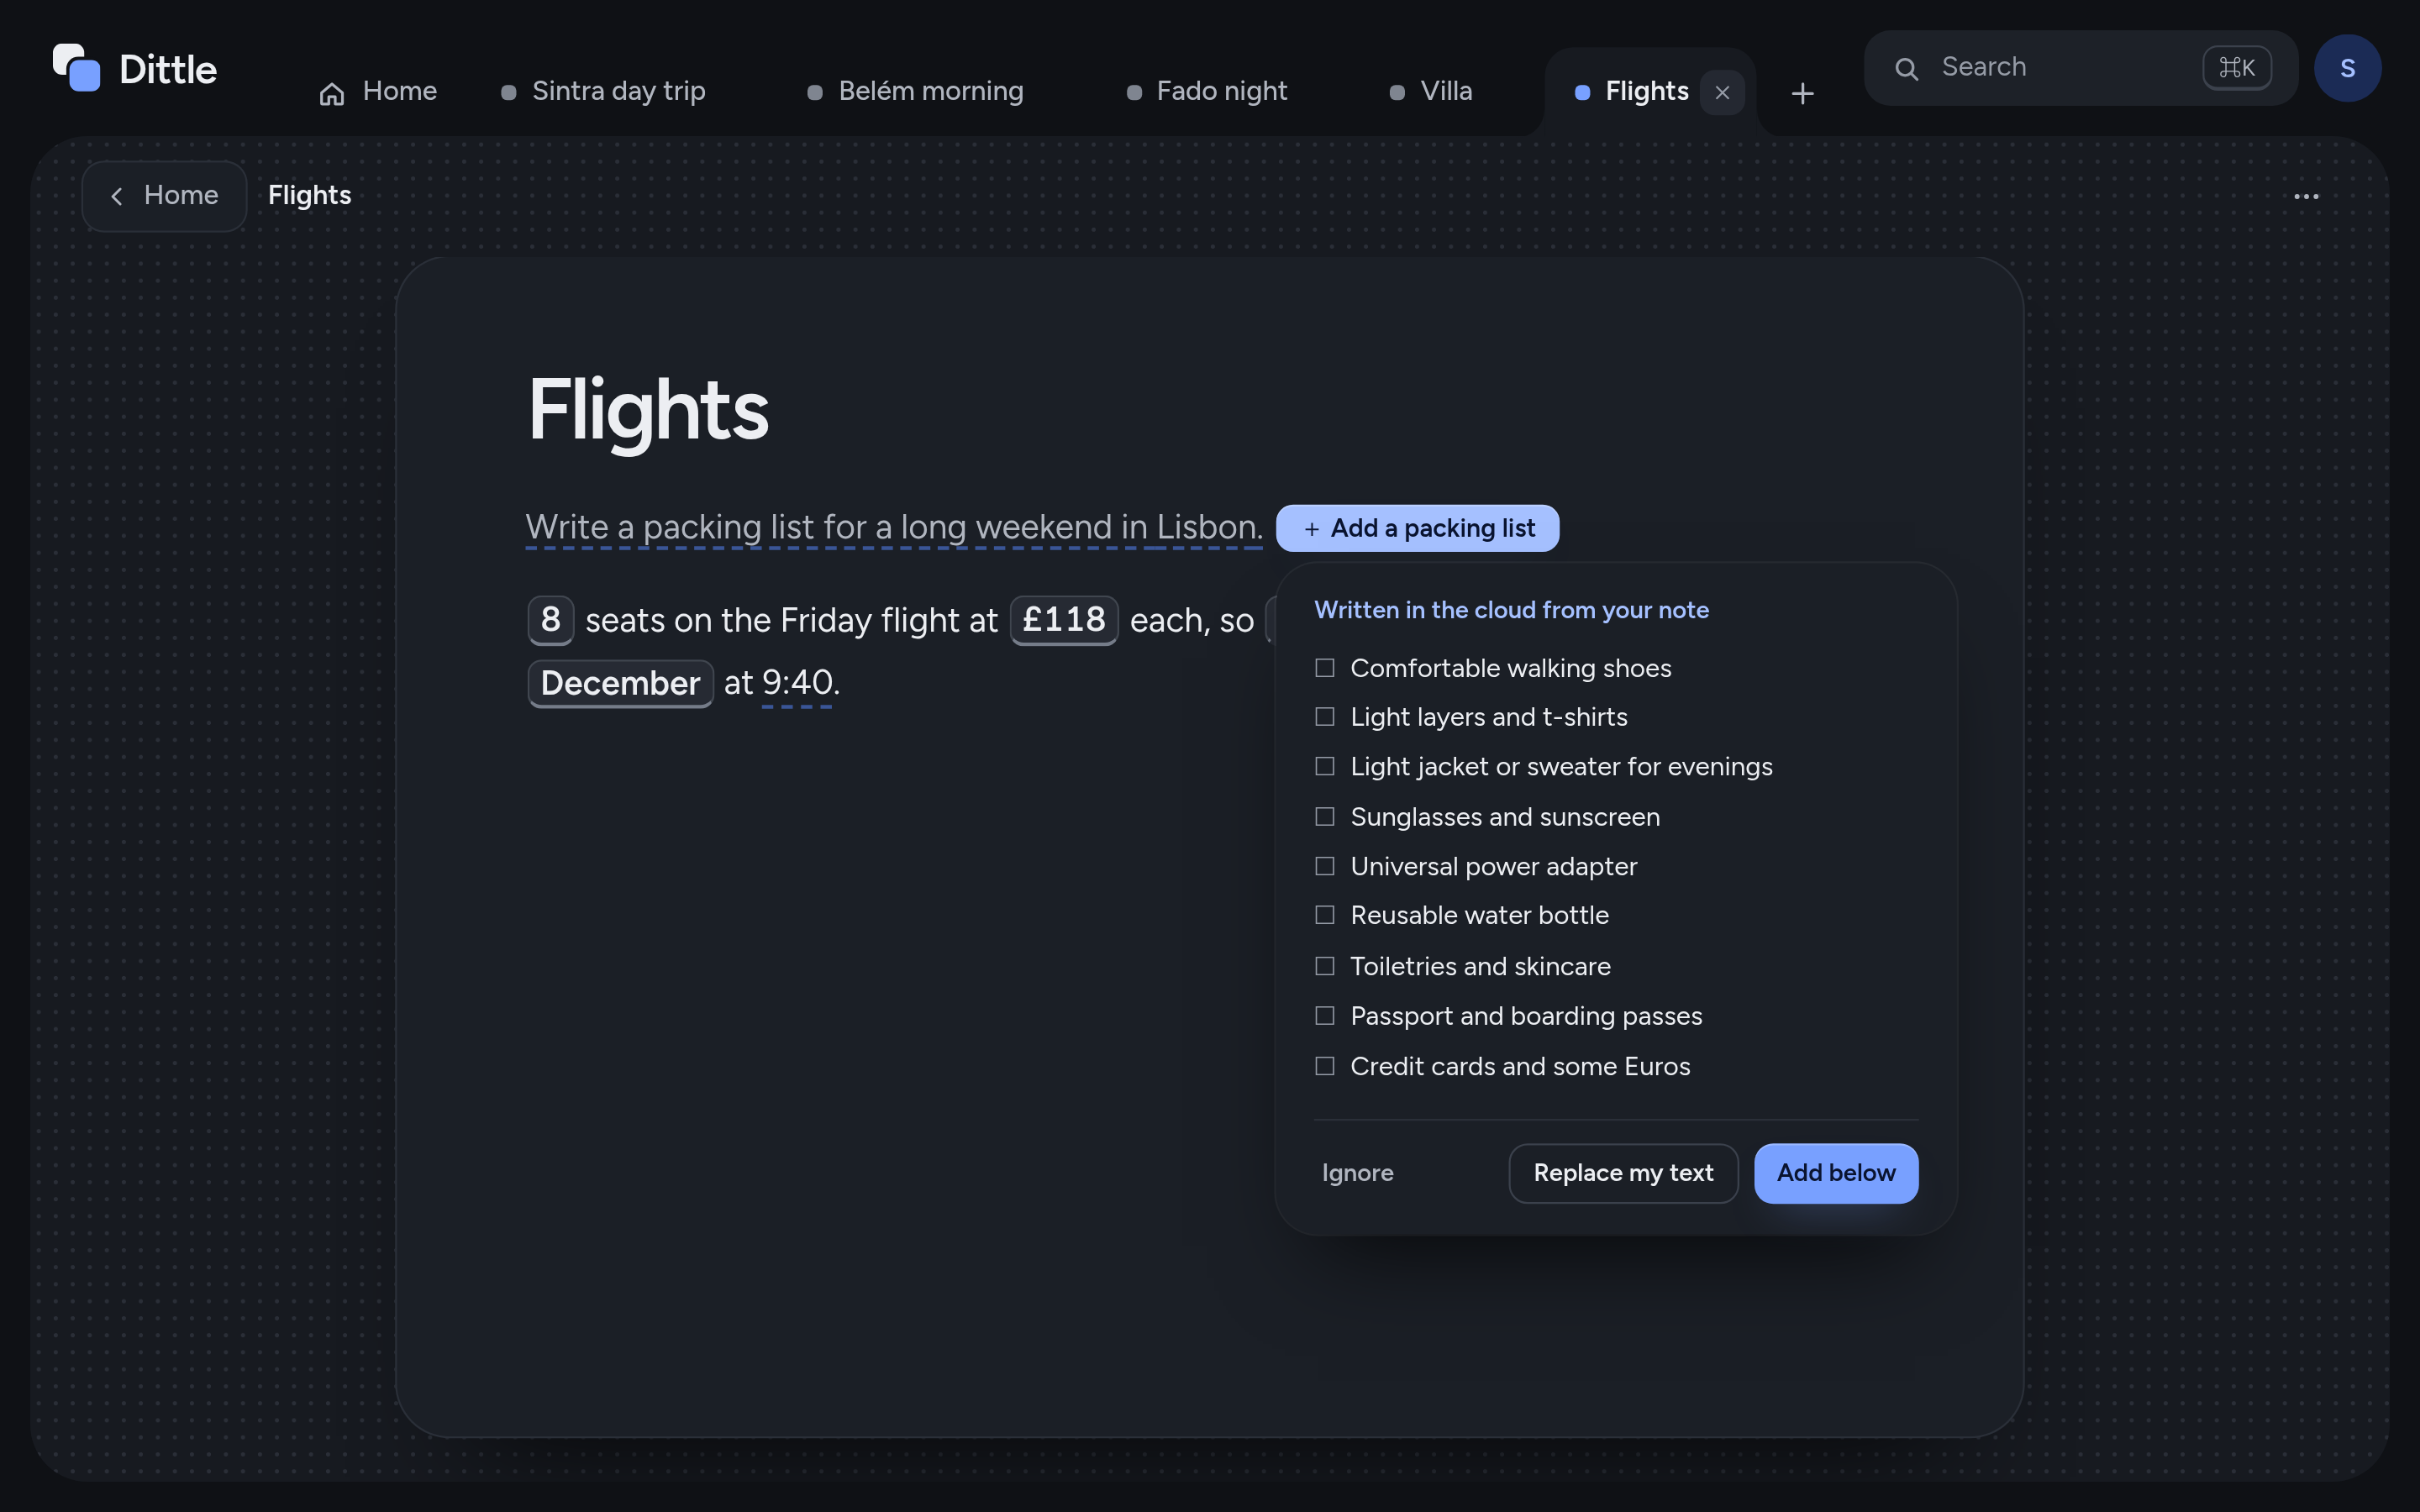 Dittle
Home
Sintra day trip
Belém morning
Fado night
Villa
Flights
Search
⌘K
S
Home
Flights
Flights
Write a packing list for a long weekend in Lisbon.
+ Add a packing list
8 seats on the Friday flight at £118 each, so
December at 9:40.
Written in the cloud from your note
Comfortable walking shoes
Light layers and t-shirts
Light jacket or sweater for evenings
Sunglasses and sunscreen
Universal power adapter
Reusable water bottle
Toiletries and skincare
Passport and boarding passes
Credit cards and some Euros
Ignore
Replace my text
Add below